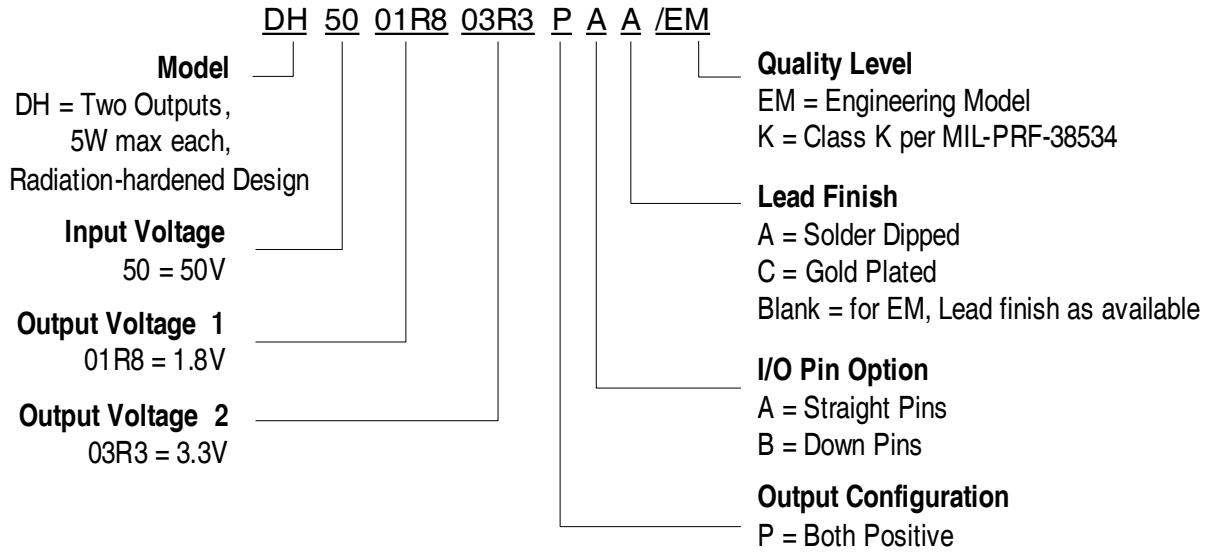 DH 50 01R8 03R3 P A A /EM
Model
DH = Two Outputs,
5W max each,
Radiation-hardened Design
Input Voltage
50 = 50V
Output Voltage 1
01R8 = 1.8V
Output Voltage 2
03R3 = 3.3V
Quality Level
EM = Engineering Model
K = Class K per MIL-PRF-38534
Lead Finish
A = Solder Dipped
C = Gold Plated
Blank = for EM, Lead finish as available
I/O Pin Option
A = Straight Pins
B = Down Pins
Output Configuration
P = Both Positive